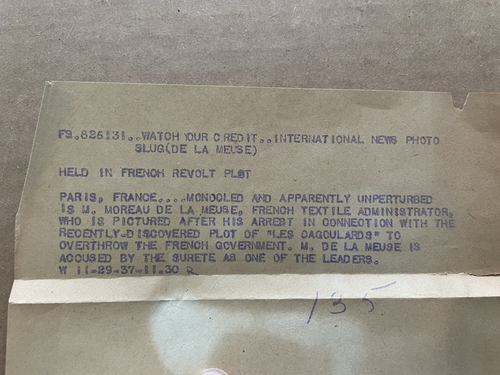 FS.826131..WATCH YOUR CREDIT..INTERNATIONAL NEWS PHOTO
SLUG(DE LA MEUSE)
HELD IN FRENCH REVOLT PLOT
PARIS, FRANCE....MONOCLED AND APPARENTLY UNPERTURBED
IS M. MOREAU DE LA MEUSE, FRENCH TEXTILE ADMINISTRATOR,
WHO IS PICTURED AFTER HIS ARREST IN CONNECTION WITH THE
RECENTLY-DISCOVERED PLOT OF "LES CAGOULARDS" TO
OVERTHROW THE FRENCH GOVERNMENT. M. DE LA MEUSE IS
ACCUSED BY THE SURETE AS ONE OF THE LEADERS.
W 11-29-37-11.30 R
135